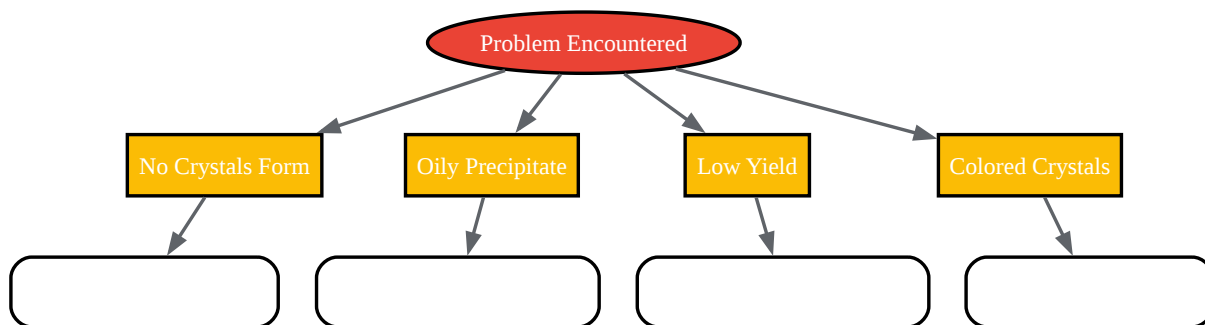 Problem Encountered
No Crystals Form
Oily Precipitate
Low Yield
Colored Crystals